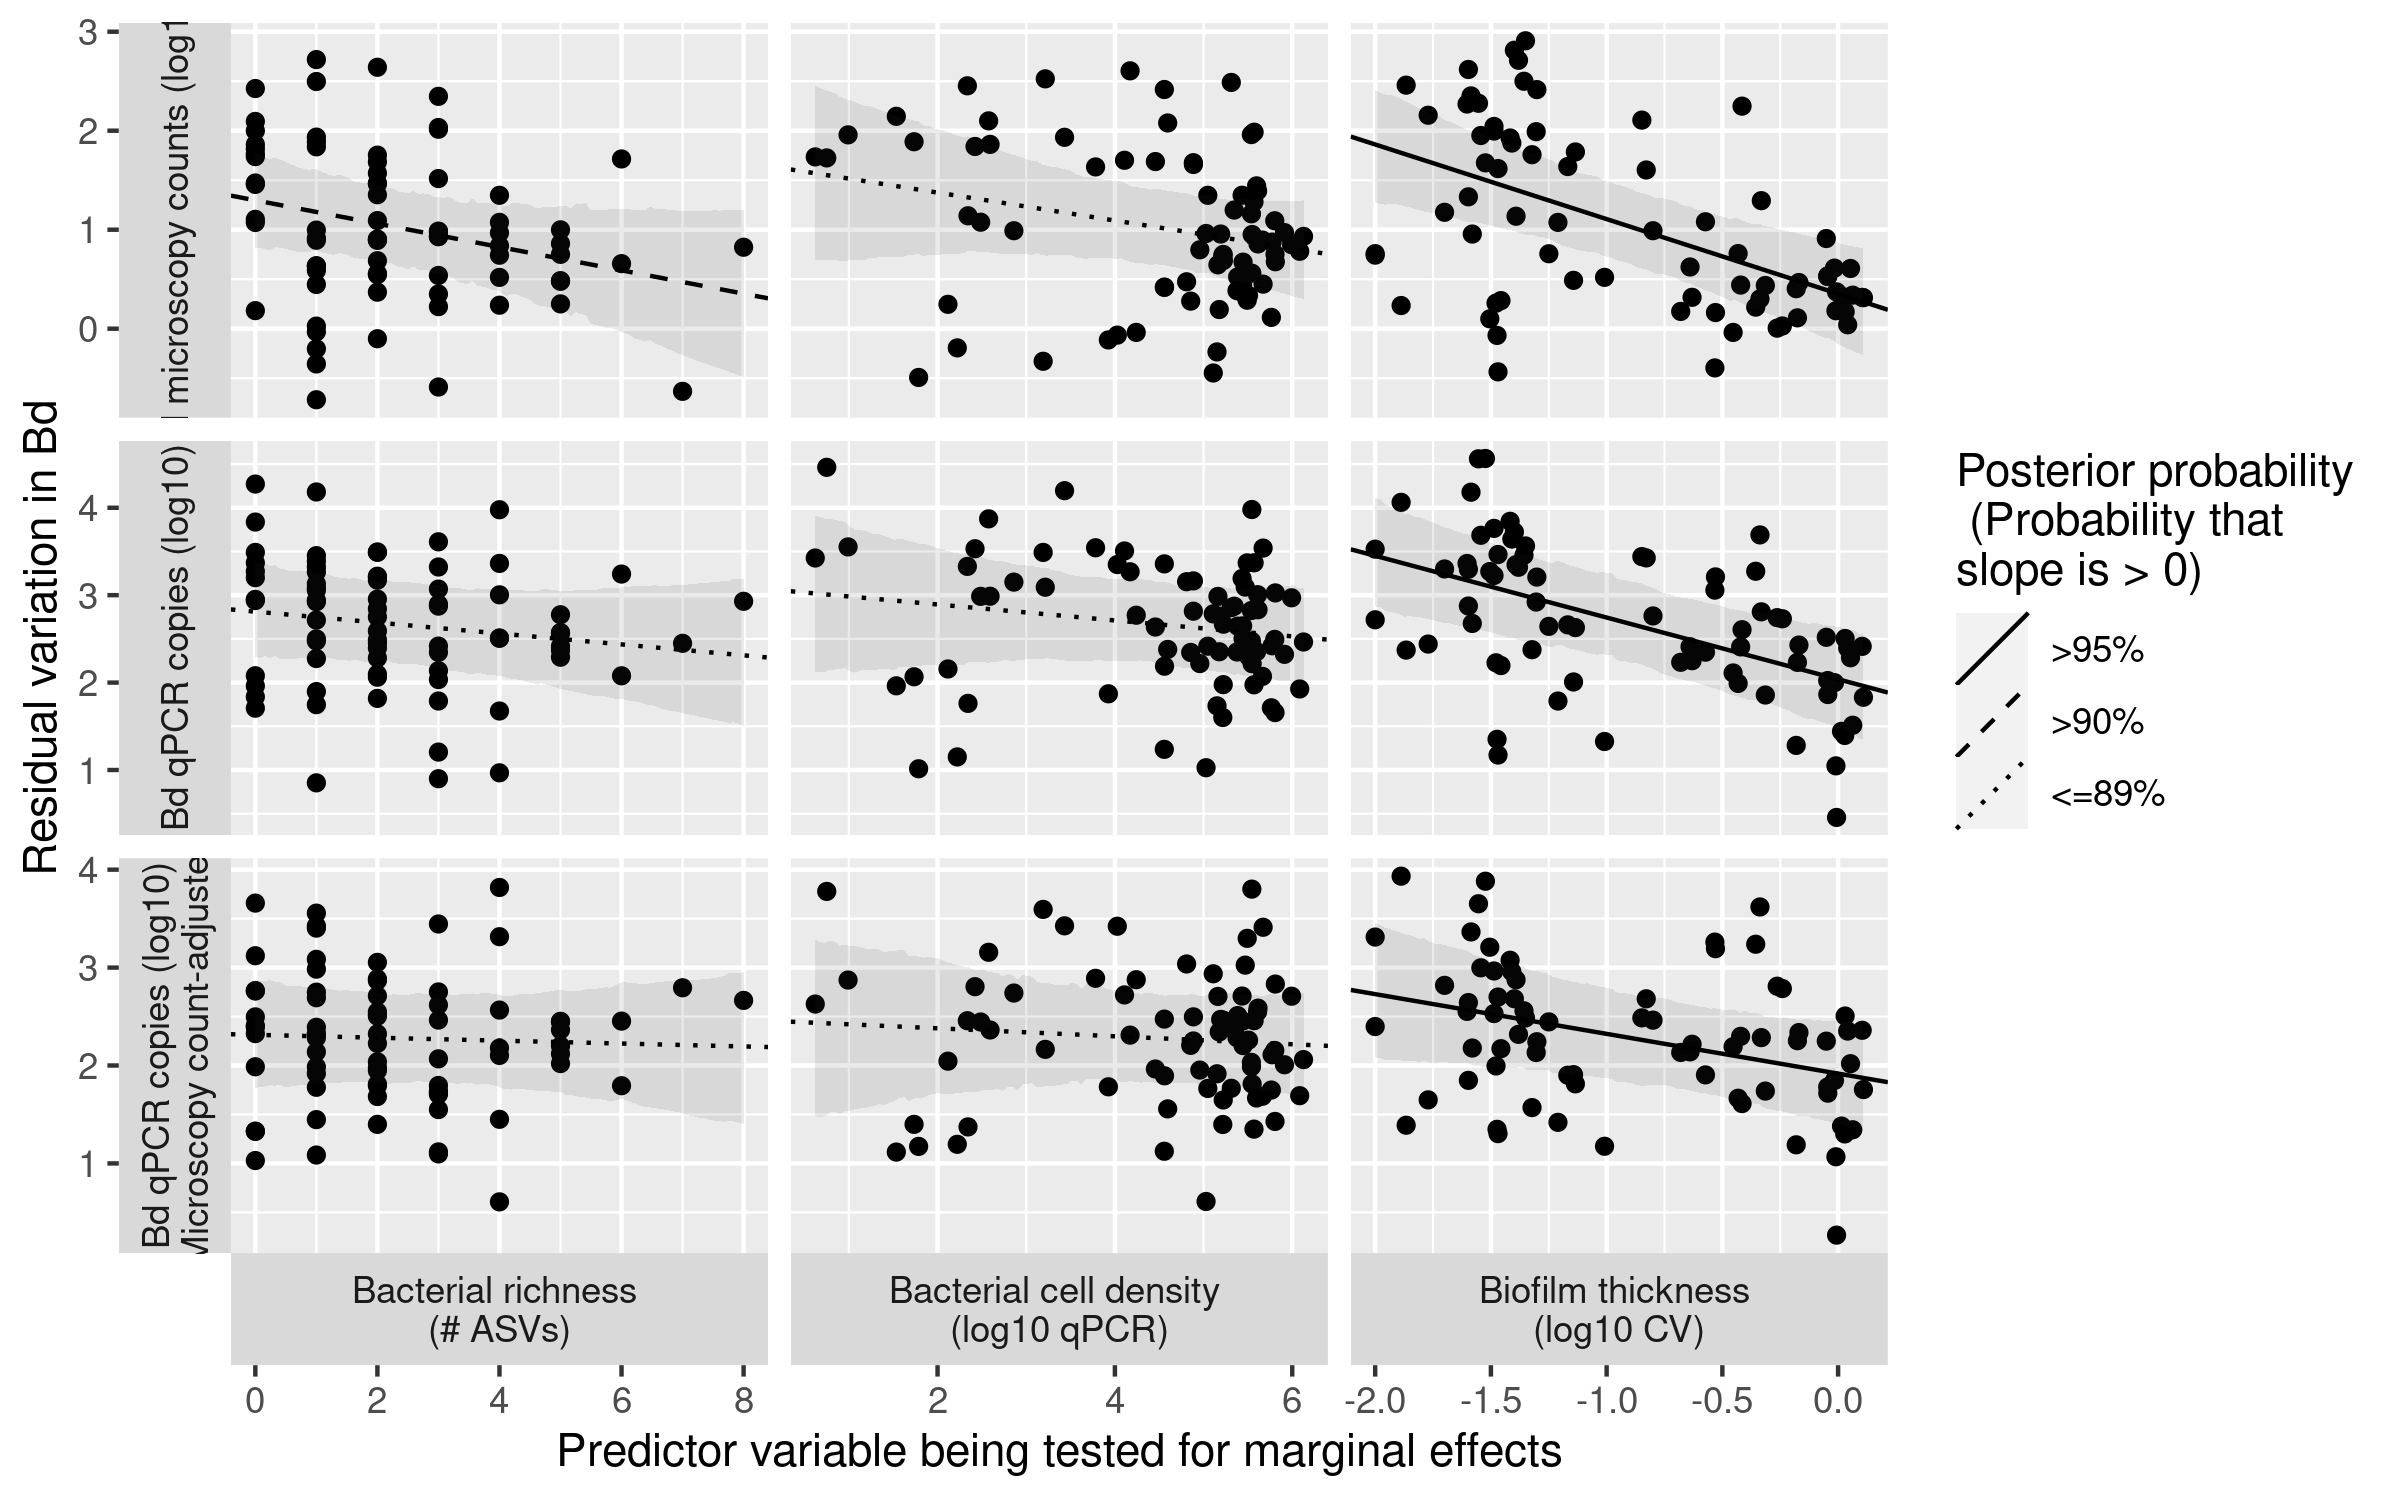 Residual variation in Bd
microscopy counts (log1
3
2
1
0
Bd qPCR copies (log10)
4
3
2
1
Bd qPCR copies (log10)
Microscopy count-adjuste
4
3
2
1
Bacterial richness
(# ASVs)
Bacterial cell density
(log10 qPCR)
Biofilm thickness
(log10 CV)
0 2 4 6 8
2 4 6
-2.0 -1.5 -1.0 -0.5 0.0
Predictor variable being tested for marginal effects
Posterior probability
(Probability that
slope is > 0)
>95%
>90%
<=89%